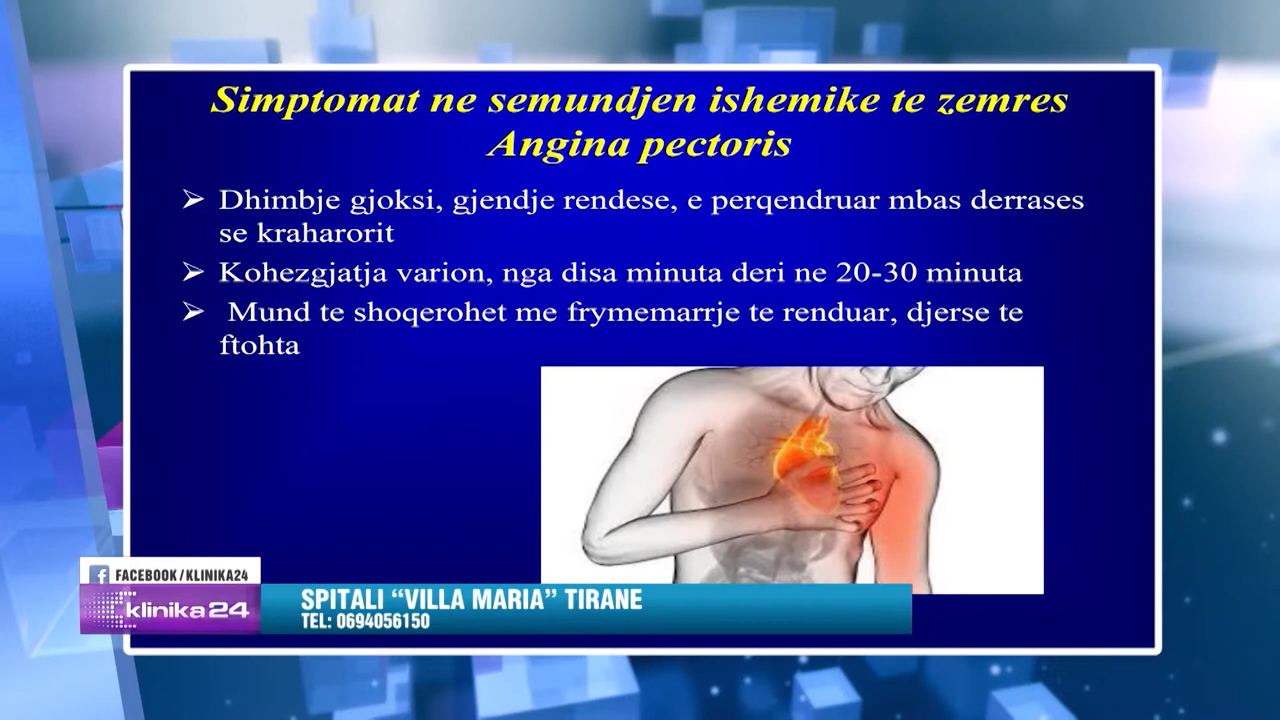 Simptomat ne semundjen ishemike te zemres
Angina pectoris
➢ Dhimbje gjoksi, gjendje rendese, e perqendruar mbas derrases
se kraharorit
➢ Kohezgjatja varion, nga disa minuta deri ne 20-30 minuta
➢ Mund te shoqerohet me frymemarrje te renduar, djerse te
ftohta
f FACEBOOK/KLINIKA24
klinika 24
SPITALI “VILLA MARIA” TIRANE
TEL: 0694056150